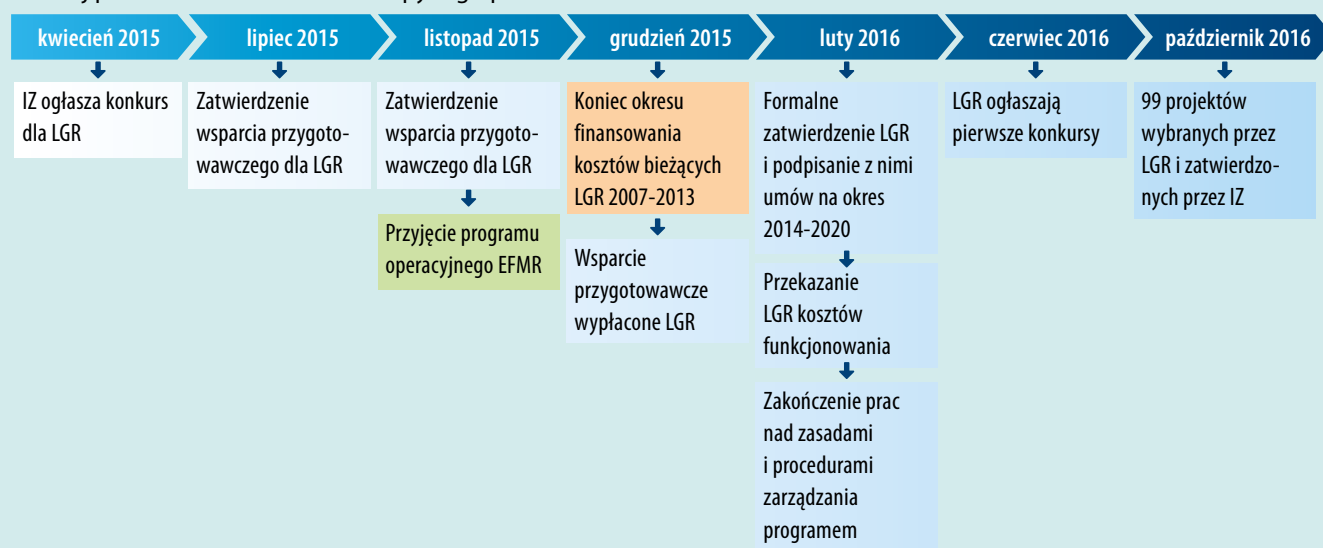 kwiecień 2015
lipiec 2015
listopad 2015
grudzień 2015
luty 2016
czerwiec 2016
październik 2016
IZ ogłasza konkurs
dla LGR
Zatwierdzenie
wsparcia przygoto-
wawczego dla LGR
Zatwierdzenie
wsparcia przygoto-
wawczego dla LGR
Przyjęcie programu
operacyjnego EFMR
Koniec okresu
finansowania
kosztów bieżących
LGR 2007-2013
Wsparcie
przygotowawcze
wypłacone LGR
Formalne
zatwierdzenie LGR
i podpisanie z nimi
umów na okres
2014-2020
Przekazanie
LGR kosztów
funkcjonowania
Zakończenie prac
nad zasadami
i procedurami
zarządzania
programem
LGR ogłaszają
pierwsze konkursy
99 projektów
wybranych przez
LGR i zatwierdzo-
nych przez IZ